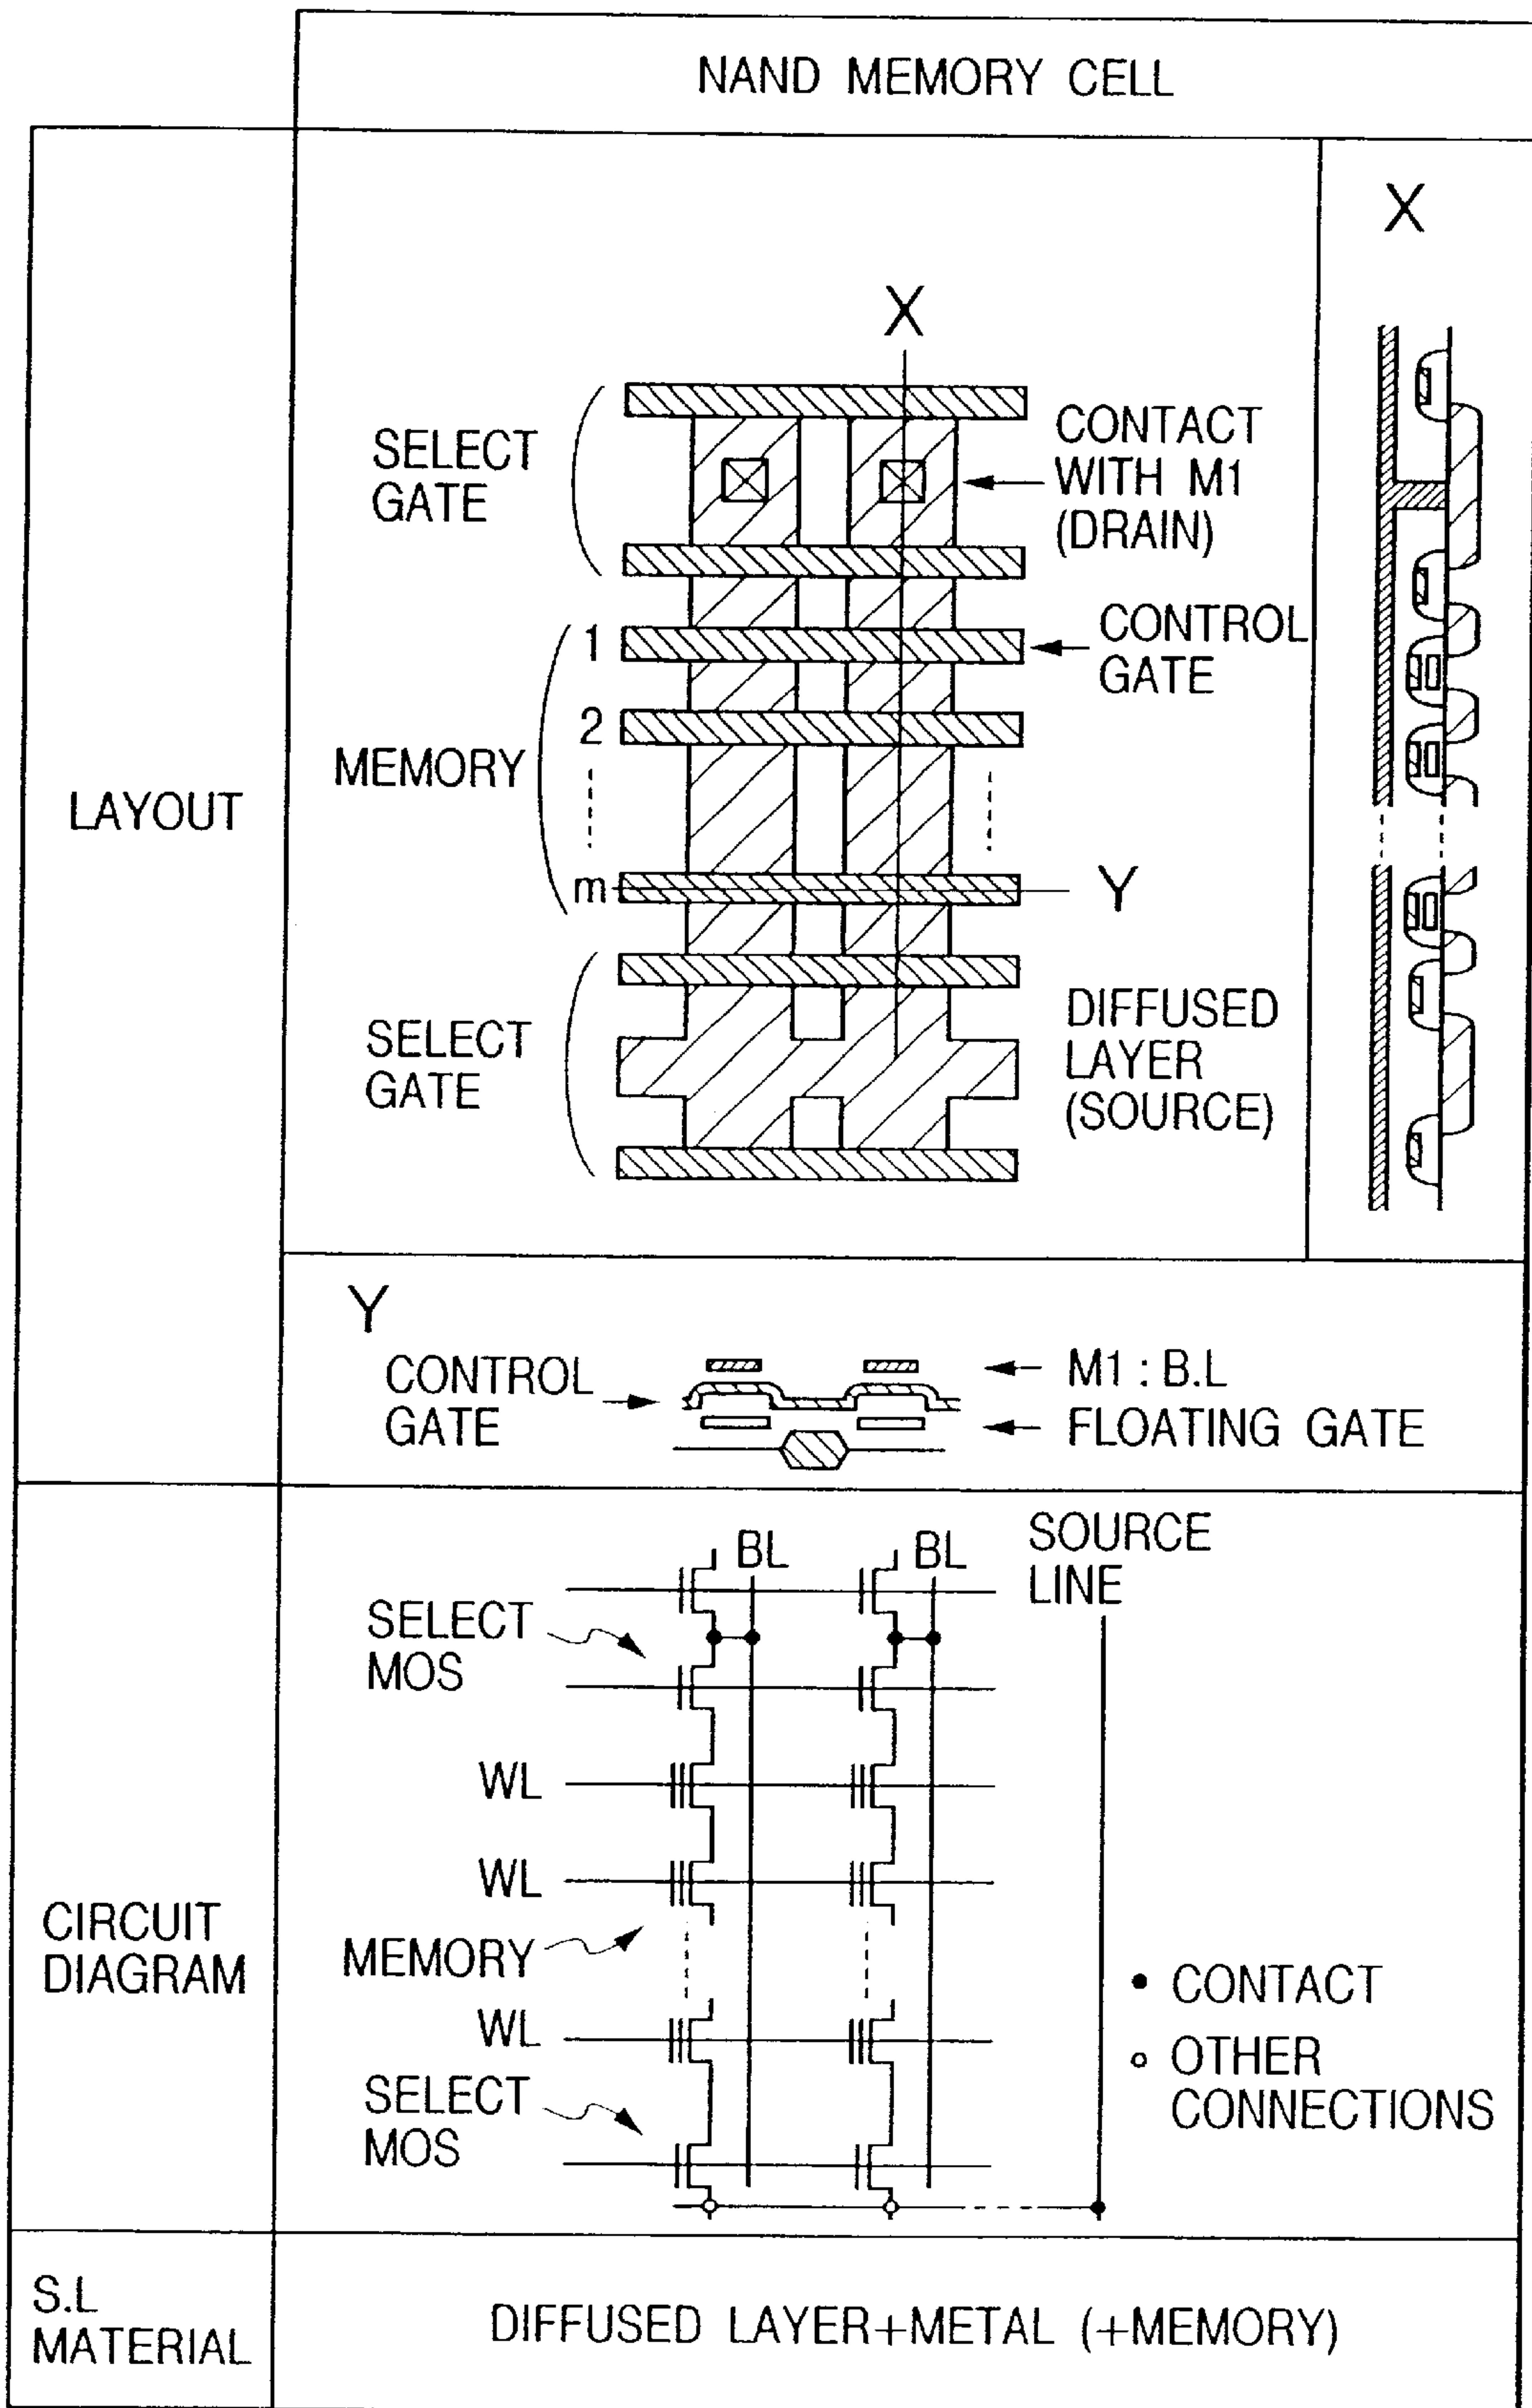 NAND MEMORY CELL
LAYOUT
X
X
SELECT
GATE
CONTACT
WITH M1
(DRAIN)
1
CONTROL
GATE
2
MEMORY
m
Y
SELECT
GATE
DIFFUSED
LAYER
(SOURCE)
Y
CONTROL
GATE
M1 : B.L
FLOATING GATE
CIRCUIT
DIAGRAM
BL
BL
SOURCE
LINE
SELECT
MOS
WL
WL
MEMORY
WL
SELECT
MOS
CONTACT
OTHER
CONNECTIONS
S.L
MATERIAL
DIFFUSED LAYER+METAL (+MEMORY)